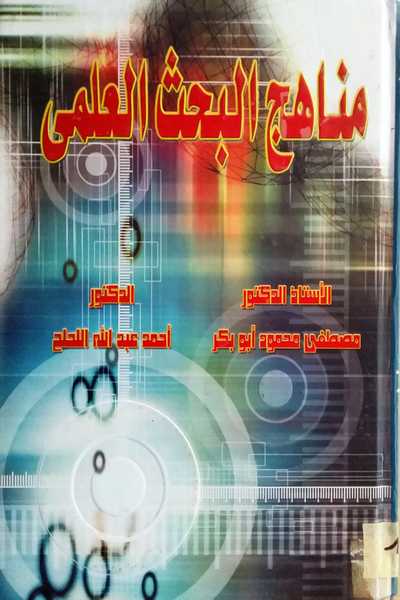 مناهج البحث العلمى
الأستاذ الدكتور
مصطفى محمود أبو بكر
الدكتور
أحمد عبد الله اللحلح